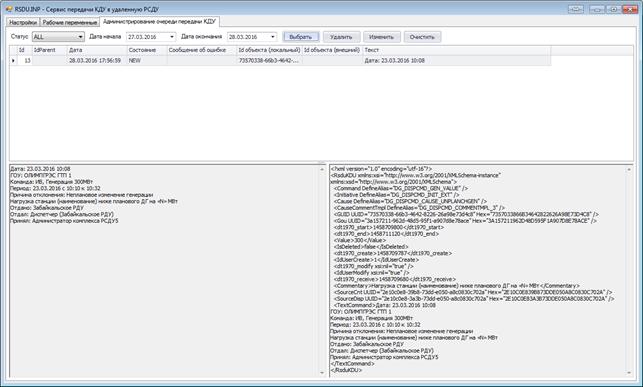 RSDU.INP - Сервис передачи КДУ в удаленную РСДУ
Настройки Рабочие переменные Администрирование очереди передачи КДУ
Статус ALL Дата начала 27.03.2016 Дата окончания 28.03.2016 Выбрать Удалить Изменить Очистить
Id IdParent Дата Состояние Сообщение об ошибке Id объекта (локальный) Id объекта (внешний) Текст
13 28.03.2016 17:56:59 NEW 73570338-66b3-4642-... Дата: 23.03.2016 10:08
Дата: 23.03.2016 10:08
ГОУ: ОЛИМПГРЭС ГТП 1
Команда: ИВ, Генерация 300МВт
Период: 23.03.2016 с 10:10 к 10:32
Причина отклонения: Неплановое изменение генерации
Нагрузка станции (наименование) ниже планового ДГ на «N» МВт
Отдано: Забайкальское РДУ
Отдал: Диспетчер (Забайкальское РДУ)
Принял: Администратор комплекса РСДУ5
<?xml version="1.0" encoding="utf-16"?>
<RsduKDU xmlns:xsi="http://www.w3.org/2001/XMLSchema-instance"
xmlns:xsd="http://www.w3.org/2001/XMLSchema">
<Command DefineAlias="DG_DISPCMD_GEN_VALUE" />
<Initiative DefineAlias="DG_DISPCMD_INIT_EXT" />
<Cause DefineAlias="DG_DISPCMD_CAUSE_UNPLANCHGEN" />
<CauseCommentTmpl DefineAlias="DG_DISPCMD_COMMENTMPL_3" />
<GUID UUID="73570338-66b3-4642-8226-26a98e73d4c8" Hex="7357033866B34642822626A98E73D4C8" />
<Gou UUID="3a157211-962d-48d5-95f1-a907d8e78ace" Hex="3A157211962D48D595F1A907D8E78ACE" />
<dt1970_start>1458709800</dt1970_start>
<dt1970_end>1458711120</dt1970_end>
<Value>300</Value>
<IsDeleted>false</IsDeleted>
<dt1970_create>1458709787</dt1970_create>
<IdUserCreate>1</IdUserCreate>
<dt1970_modify xsi:nil="true" />
<IdUserModify xsi:nil="true" />
<dt1970_receive>1458709680</dt1970_receive>
<Commentary>Нагрузка станции (наименование) ниже планового ДГ на «N» МВт</Commentary>
<SourceCnt UUID="2e10c0e8-39b8-73dd-e050-a8c0830c702a" Hex="2E10C0E839B873DDE050A8C0830C702A" />
<SourceDisp UUID="2e10c0e8-3a3b-73dd-e050-a8c0830c702a" Hex="2E10C0E83A3B73DDE050A8C0830C702A" />
<TextCommand>Дата: 23.03.2016 10:08
ГОУ: ОЛИМПГРЭС ГТП 1
Команда: ИВ, Генерация 300МВт
Период: 23.03.2016 с 10:10 к 10:32
Причина отклонения: Неплановое изменение генерации
Нагрузка станции (наименование) ниже планового ДГ на «N» МВт
Отдано: Забайкальское РДУ
Отдал: Диспетчер (Забайкальское РДУ)
Принял: Администратор комплекса РСДУ5
</TextCommand>
</RsduKDU>